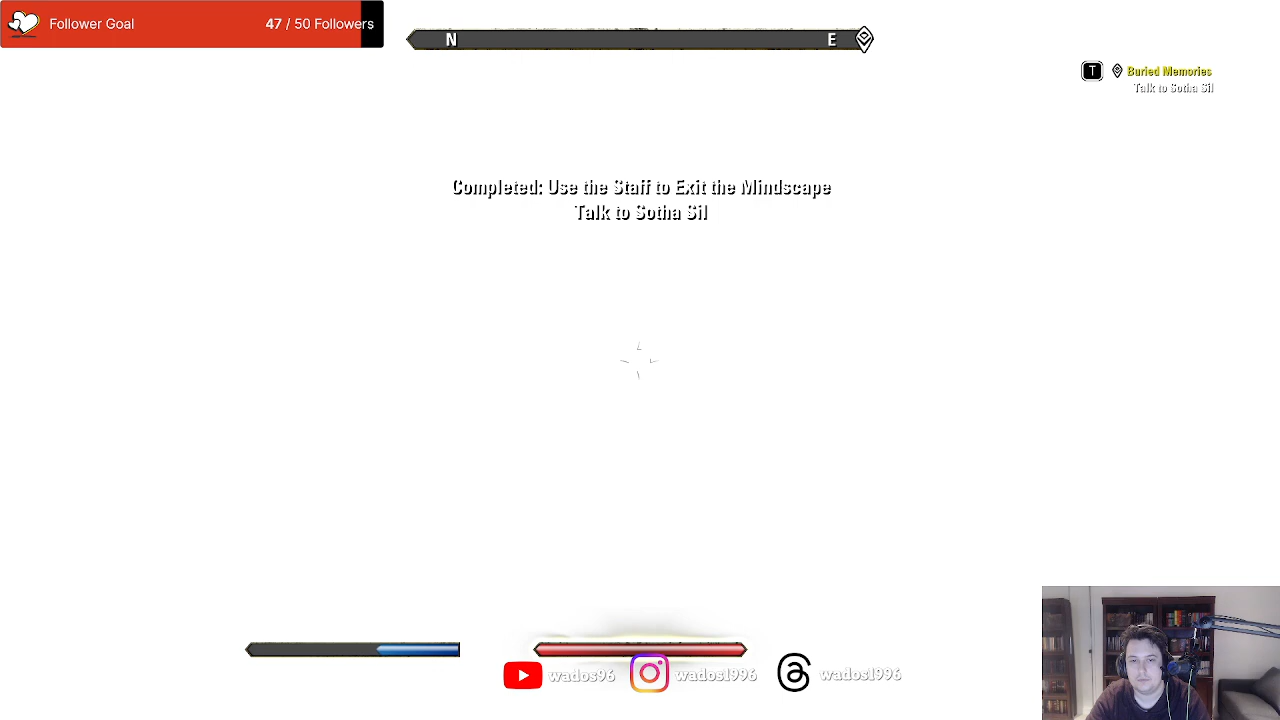 Follower Goal
47 / 50 Followers
N
E
T
Buried Memories
Talk to Sotha Sil
Completed: Use the Staff to Exit the Mindscape
Talk to Sotha Sil
wados96
wados1996
wados1996